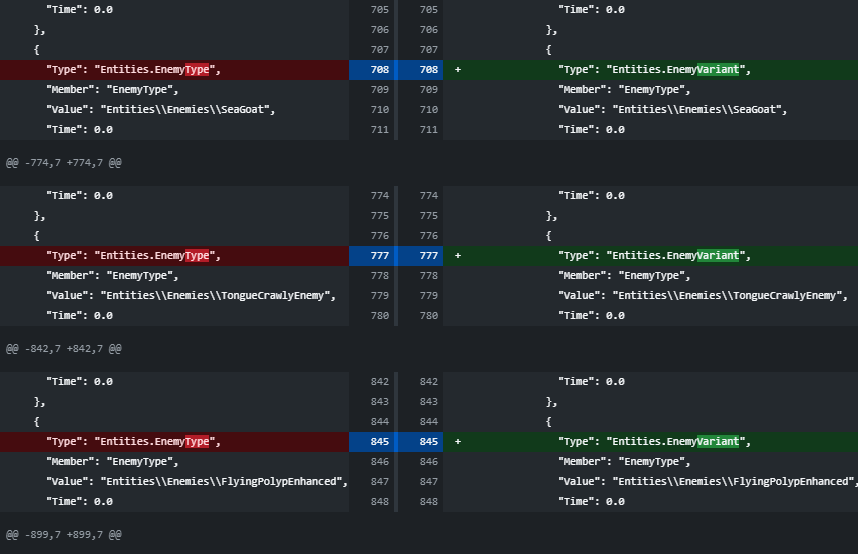 "Time": 0.0 705 705 "Time": 0.0
}, 706 706 },
{ 707 707 {
"Type": "Entities.EnemyType", 708 708 + "Type": "Entities.EnemyVariant",
"Member": "EnemyType", 709 709 "Member": "EnemyType",
"Value": "Entities\\Enemies\\SeaGoat", 710 710 "Value": "Entities\\Enemies\\SeaGoat",
"Time": 0.0 711 711 "Time": 0.0
@@ -774,7 +774,7 @@
"Time": 0.0 774 774 "Time": 0.0
}, 775 775 },
{ 776 776 {
"Type": "Entities.EnemyType", 777 777 + "Type": "Entities.EnemyVariant",
"Member": "EnemyType", 778 778 "Member": "EnemyType",
"Value": "Entities\\Enemies\\TongueCrawlyEnemy", 779 779 "Value": "Entities\\Enemies\\TongueCrawlyEnemy",
"Time": 0.0 780 780 "Time": 0.0
@@ -842,7 +842,7 @@
"Time": 0.0 842 842 "Time": 0.0
}, 843 843 },
{ 844 844 {
"Type": "Entities.EnemyType", 845 845 + "Type": "Entities.EnemyVariant",
"Member": "EnemyType", 846 846 "Member": "EnemyType",
"Value": "Entities\\Enemies\\FlyingPolypEnhanced", 847 847 "Value": "Entities\\Enemies\\FlyingPolypEnhanced",
"Time": 0.0 848 848 "Time": 0.0
@@ -899,7 +899,7 @@